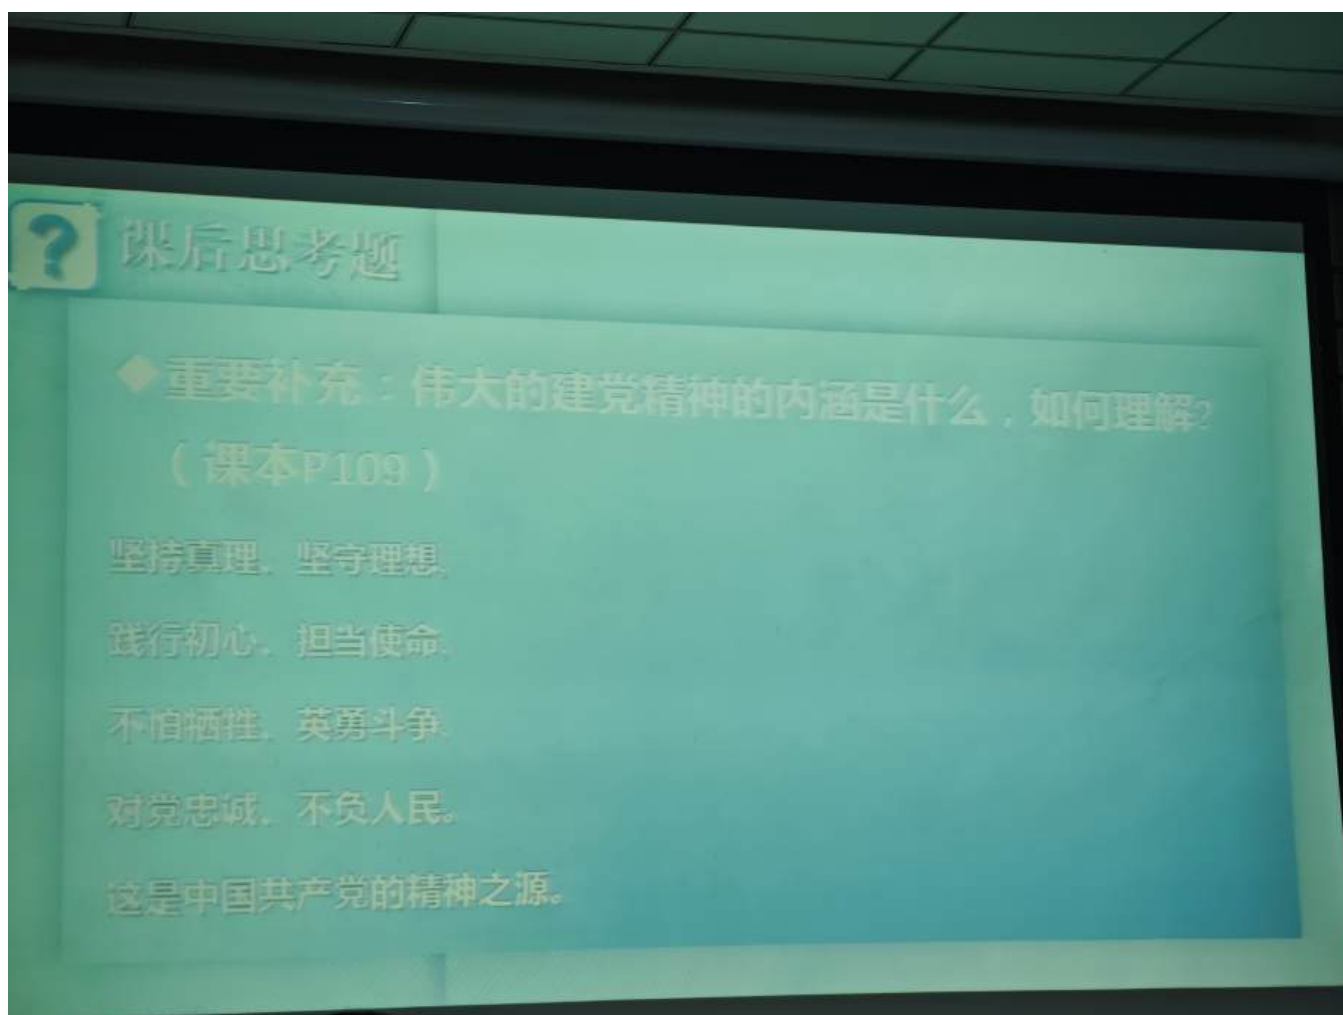 ?
课后思考题
◆重要补充：伟大的建党精神的内涵是什么，如何理解?
（课本P109）
坚持真理、坚守理想,
践行初心、担当使命,
不怕牺牲、英勇斗争,
对党忠诚、不负人民。
这是中国共产党的精神之源。